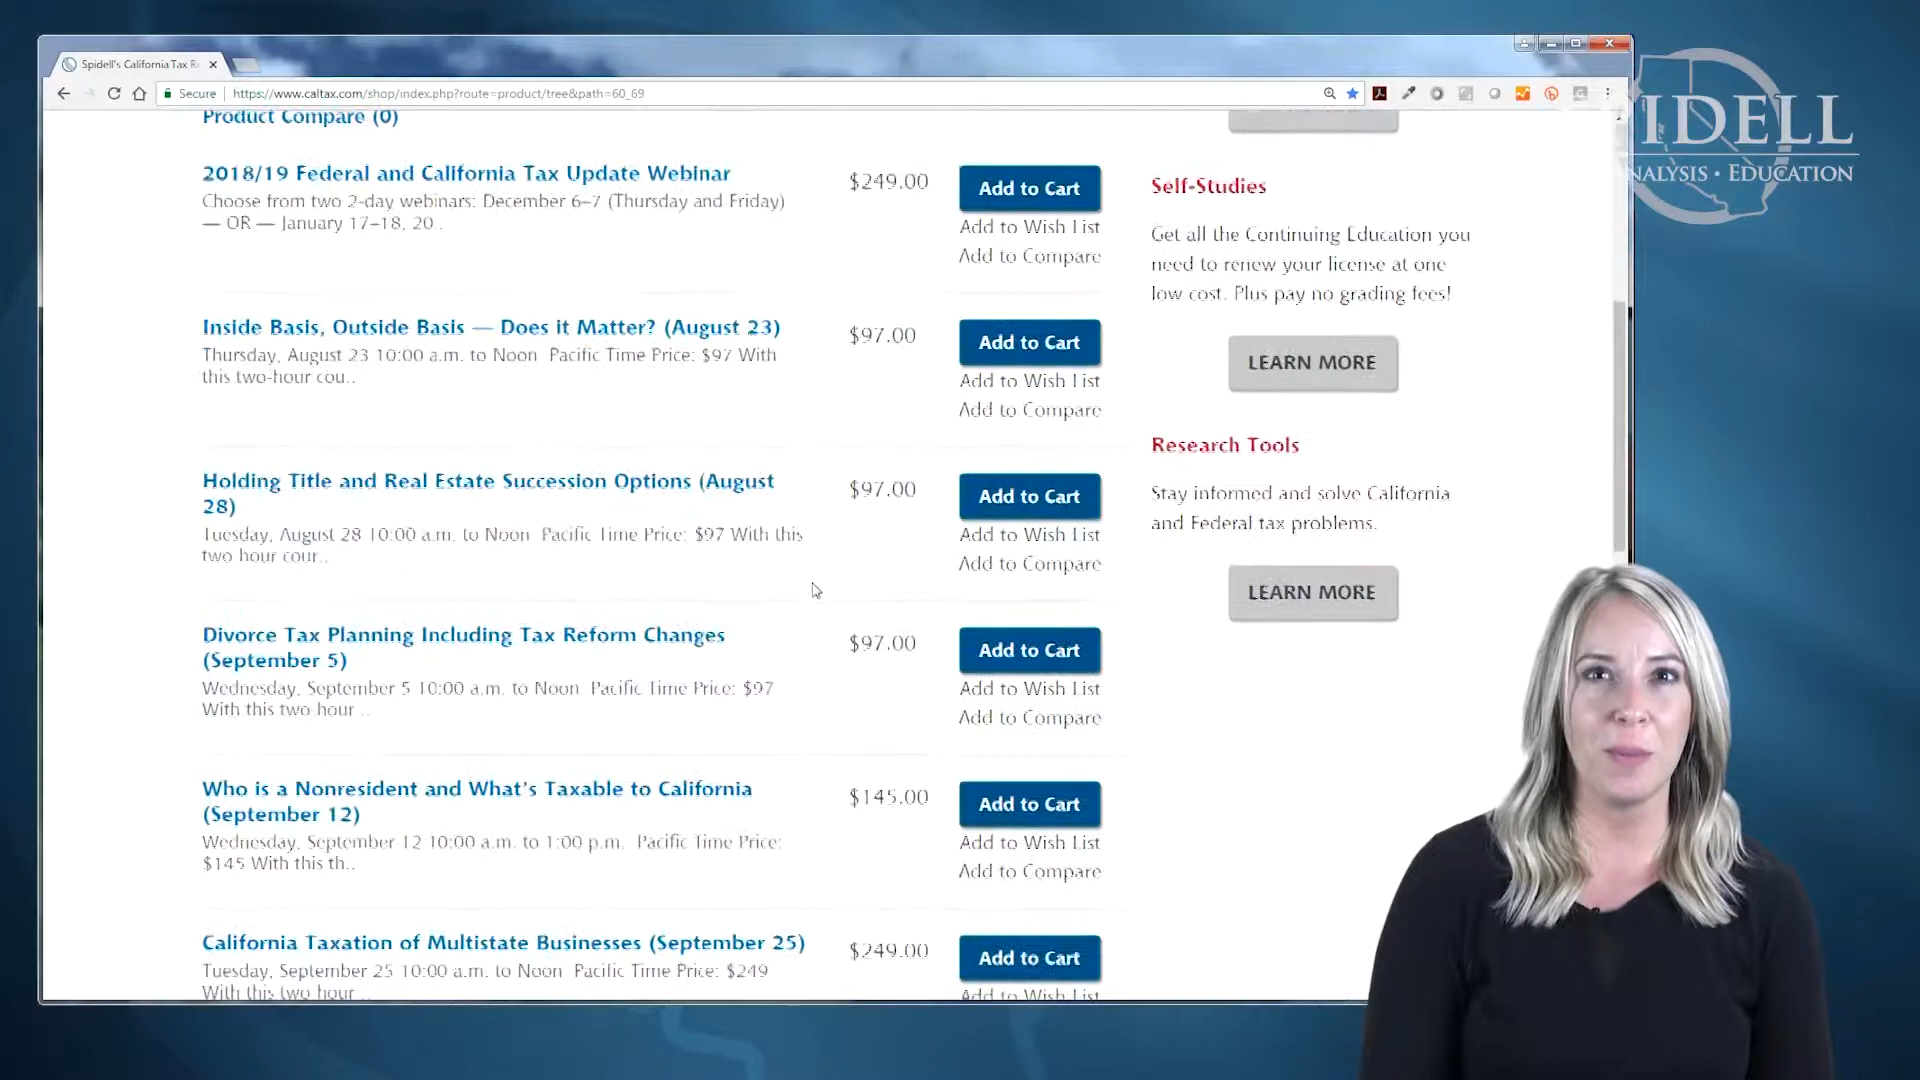 Spidell's California Tax Re
Secure
https://www.caltax.com/shop/index.php?route=product/tree&path=60_69
Product Compare (0)
2018/19 Federal and California Tax Update Webinar
Choose from two 2-day webinars: December 6–7 (Thursday and Friday)
— OR — January 17–18, 20..
$249.00
Add to Cart
Add to Wish List
Add to Compare
Inside Basis, Outside Basis — Does it Matter? (August 23)
Thursday, August 23 10:00 a.m. to Noon Pacific Time Price: $97 With
this two-hour cou..
$97.00
Add to Cart
Add to Wish List
Add to Compare
Holding Title and Real Estate Succession Options (August
28)
Tuesday, August 28 10:00 a.m. to Noon Pacific Time Price: $97 With this
two hour cour..
$97.00
Add to Cart
Add to Wish List
Add to Compare
Divorce Tax Planning Including Tax Reform Changes
(September 5)
Wednesday, September 5 10:00 a.m. to Noon Pacific Time Price: $97
With this two-hour ..
$97.00
Add to Cart
Add to Wish List
Add to Compare
Who is a Nonresident and What's Taxable to California
(September 12)
Wednesday, September 12 10:00 a.m. to 1:00 p.m. Pacific Time Price:
$145 With this th..
$145.00
Add to Cart
Add to Wish List
Add to Compare
California Taxation of Multistate Businesses (September 25)
Tuesday, September 25 10:00 a.m. to Noon Pacific Time Price: $249
With this two hour ..
$249.00
Add to Cart
Add to Wish List
Self-Studies
Get all the Continuing Education you
need to renew your license at one
low cost. Plus pay no grading fees!
LEARN MORE
Research Tools
Stay informed and solve California
and Federal tax problems.
LEARN MORE
PIDELL
NALYSIS • EDUCATION